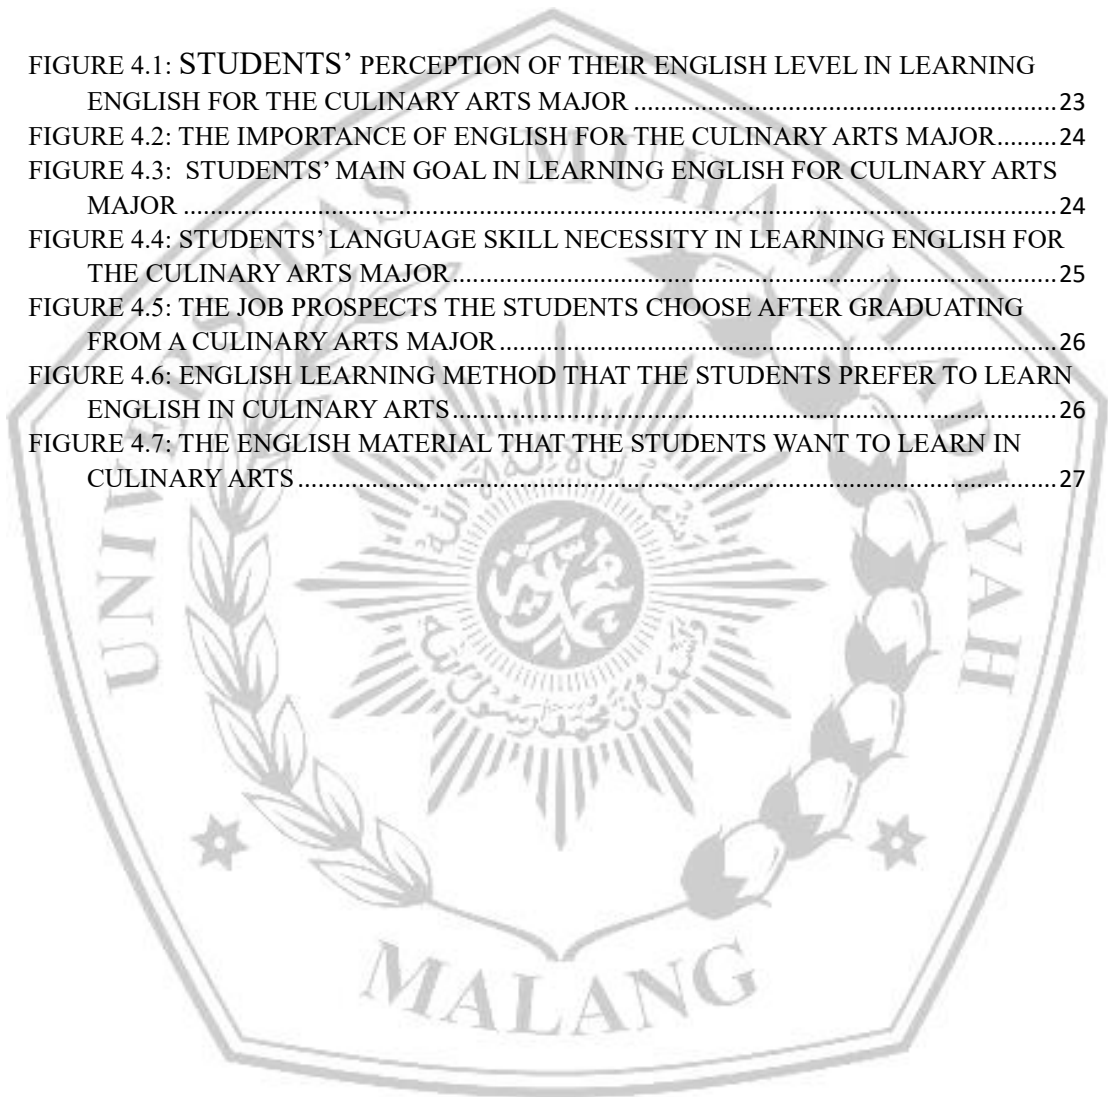 FIGURE 4.1: STUDENTS’ PERCEPTION OF THEIR ENGLISH LEVEL IN LEARNING
ENGLISH FOR THE CULINARY ARTS MAJOR ............................................................23
FIGURE 4.2: THE IMPORTANCE OF ENGLISH FOR THE CULINARY ARTS MAJOR.........24
FIGURE 4.3:  STUDENTS’ MAIN GOAL IN LEARNING ENGLISH FOR CULINARY ARTS
MAJOR ............................................................24
FIGURE 4.4: STUDENTS’ LANGUAGE SKILL NECESSITY IN LEARNING ENGLISH FOR
THE CULINARY ARTS MAJOR............................................................25
FIGURE 4.5: THE JOB PROSPECTS THE STUDENTS CHOOSE AFTER GRADUATING
FROM A CULINARY ARTS MAJOR ............................................................26
FIGURE 4.6: ENGLISH LEARNING METHOD THAT THE STUDENTS PREFER TO LEARN
ENGLISH IN CULINARY ARTS............................................................26
FIGURE 4.7: THE ENGLISH MATERIAL THAT THE STUDENTS WANT TO LEARN IN
CULINARY ARTS ............................................................27
UNIVERSITAS MUHAMMADIYAH
MALANG